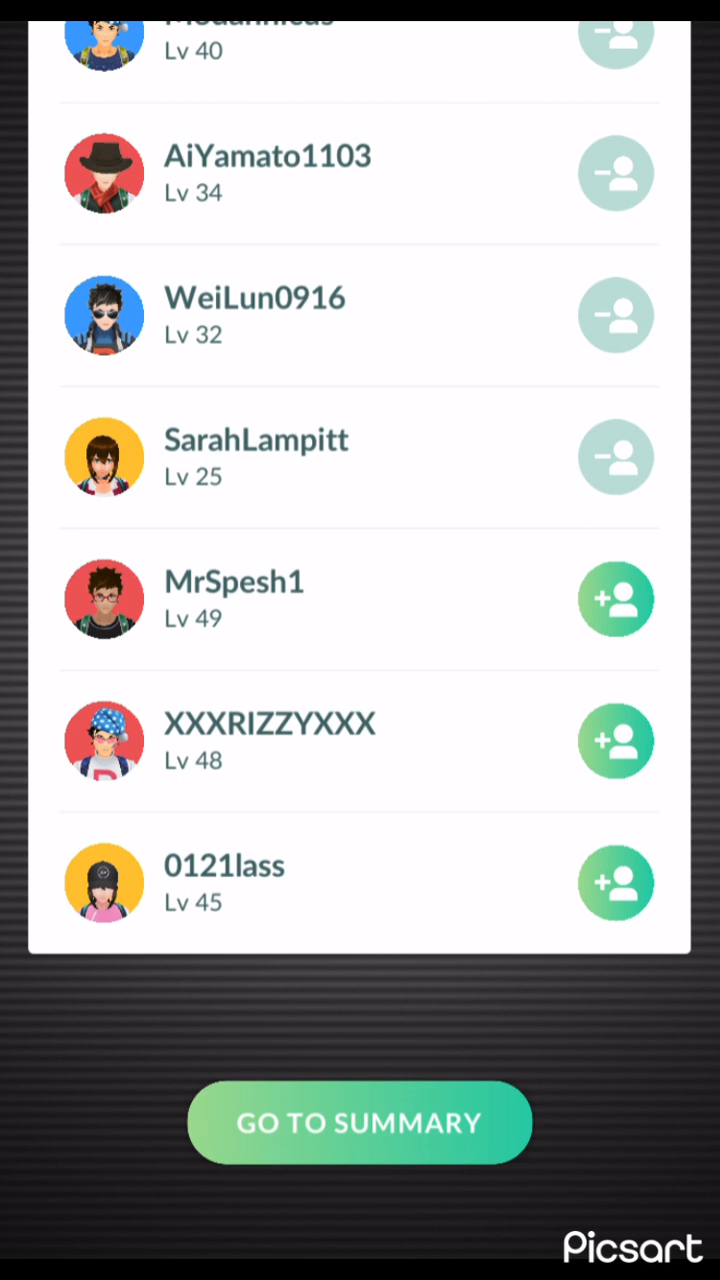 Lv 40
AiYamato1103
Lv 34
WeiLun0916
Lv 32
SarahLampitt
Lv 25
MrSpesh1
Lv 49
XXXRIZZYXXX
Lv 48
0121lass
Lv 45
GO TO SUMMARY
Picsart